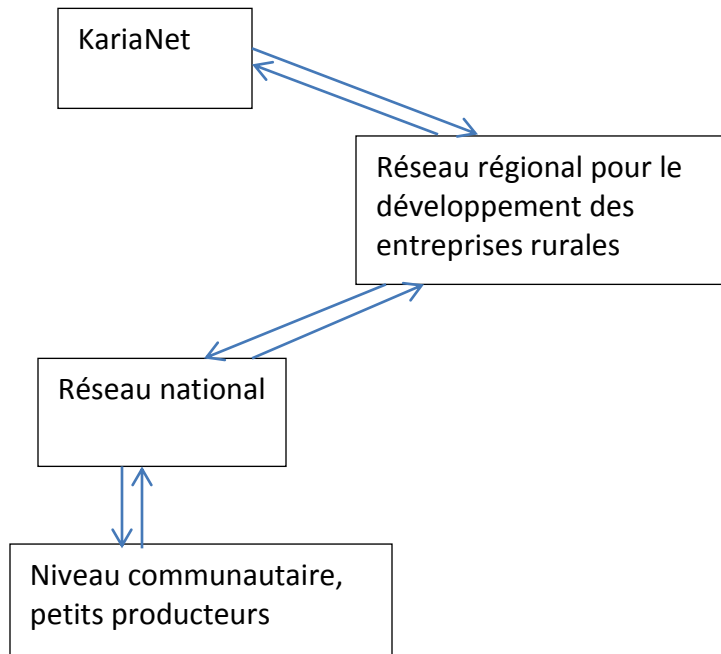 KariaNet
Réseau régional pour le
développement des
entreprises rurales
Réseau national
Niveau communautaire,
petits producteurs